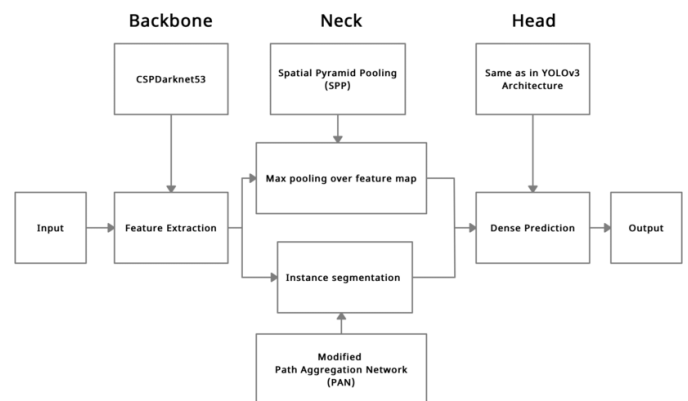 Backbone
Neck
Head
CSPDarknet53
Spatial Pyramid Pooling
(SPP)
Same as in YOLOv3
Architecture
Max pooling over feature map
Input
Feature Extraction
Dense Prediction
Output
Instance segmentation
Modified
Path Aggregation Network
(PAN)